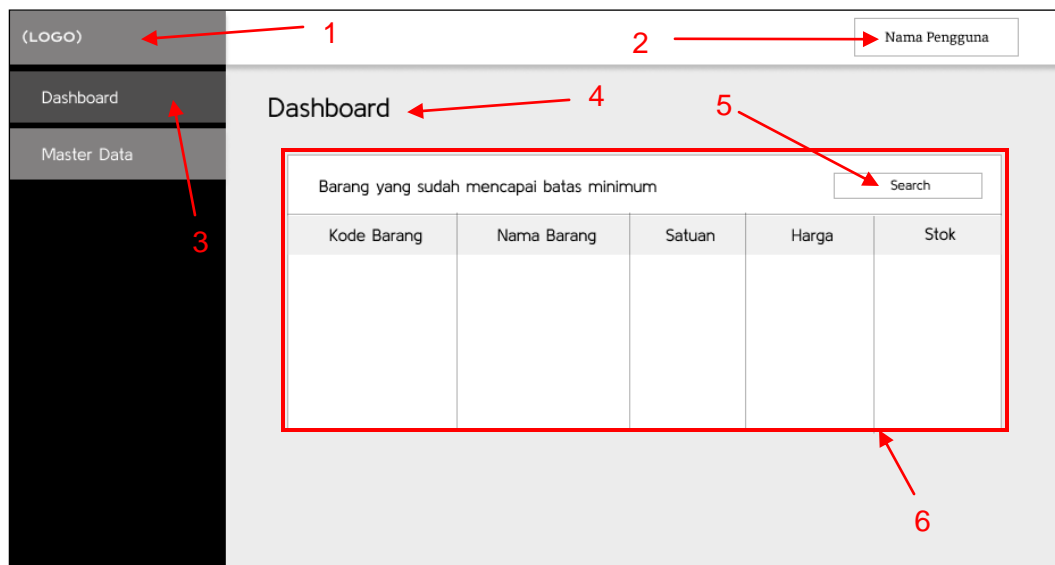 (LOGO)
1
2
Nama Pengguna
Dashboard
3
Master Data
Dashboard
4
5
Barang yang sudah mencapai batas minimum
Search
Kode Barang
Nama Barang
Satuan
Harga
Stok
6